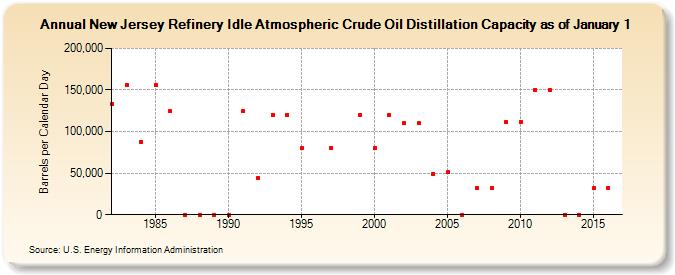 Annual New Jersey Refinery Idle Atmospheric Crude Oil Distillation Capacity as of January 1
Barrels per Calendar Day
200,000
150,000
100,000
50,000
0
1985 1990 1995 2000 2005 2010 2015
Source: U.S. Energy Information Administration